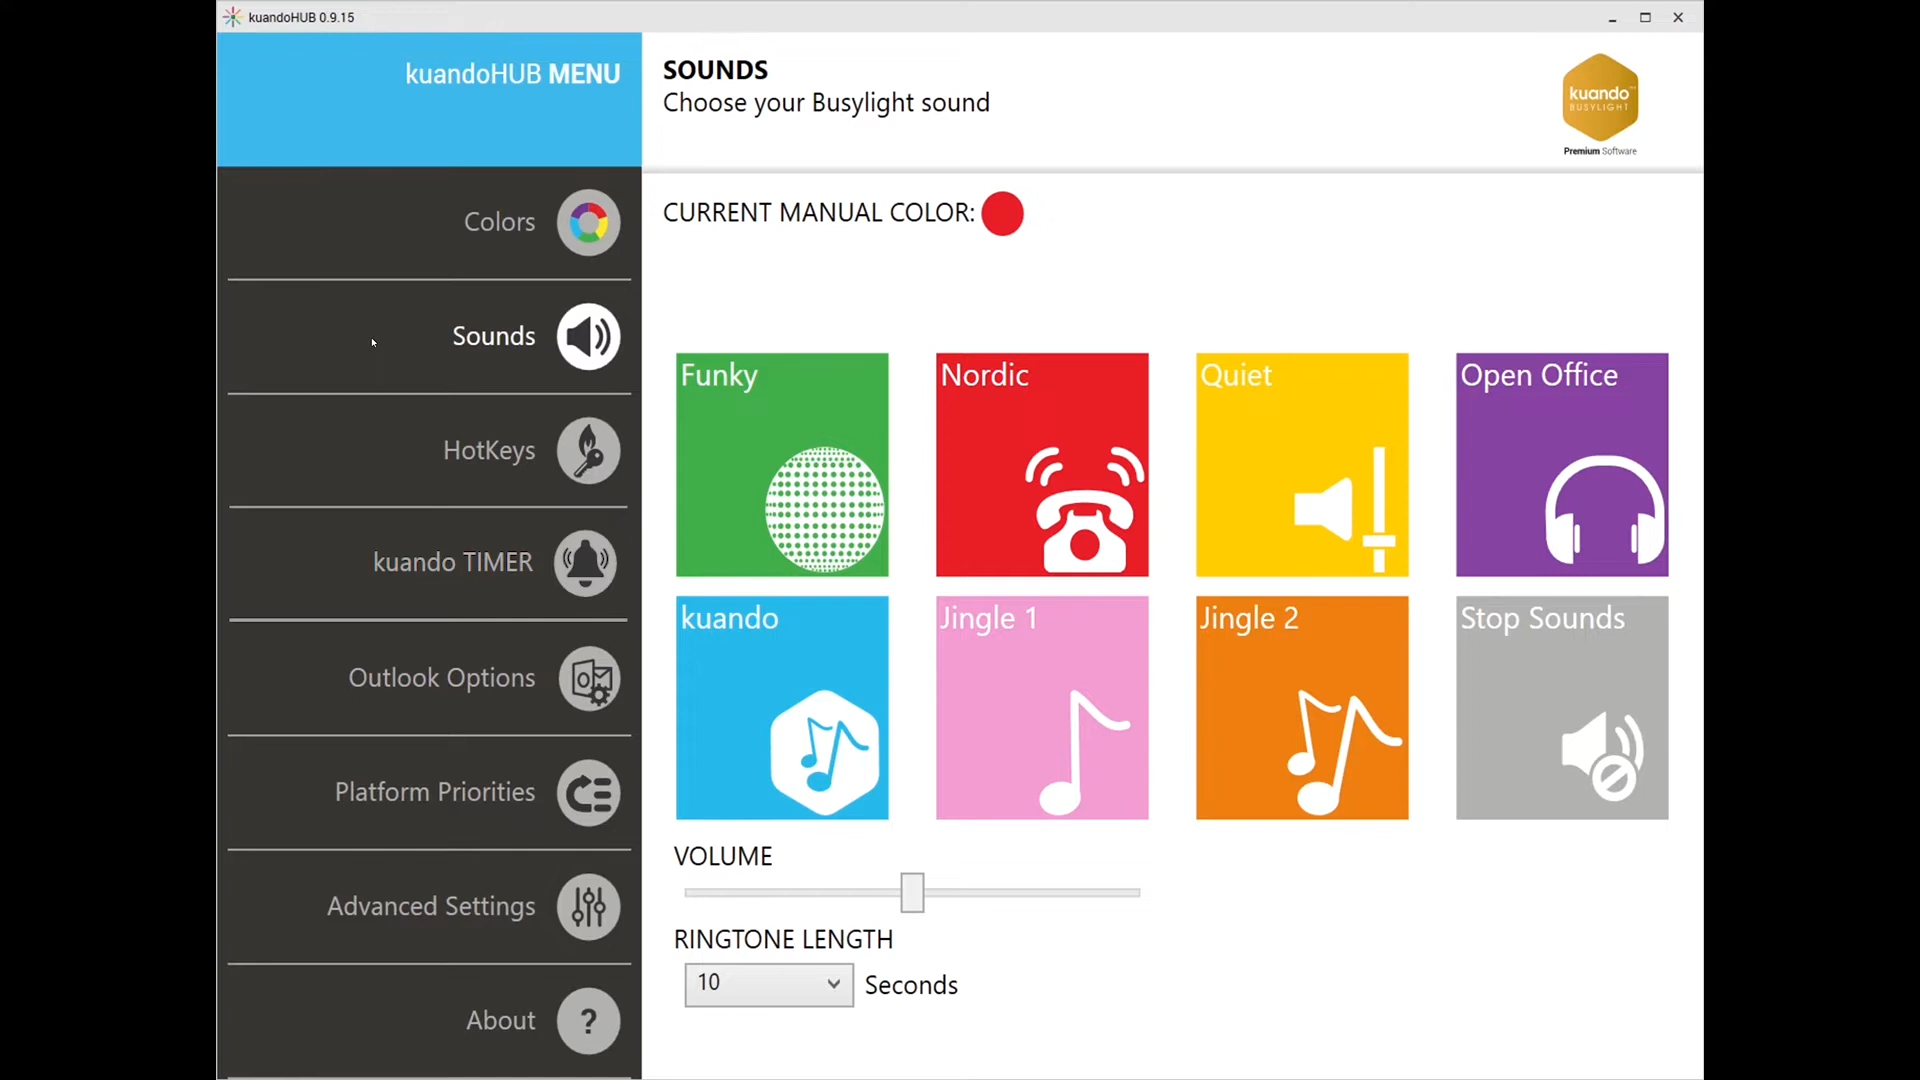 kuandoHUB 0.9.15
kuandoHUB MENU
Colors
Sounds
HotKeys
kuando TIMER
Outlook Options
Platform Priorities
Advanced Settings
About
?
SOUNDS
Choose your Busylight sound
kuando
BUSYLIGHT
Premium Software
CURRENT MANUAL COLOR:
Funky
Nordic
Quiet
Open Office
kuando
Jingle 1
Jingle 2
Stop Sounds
VOLUME
RINGTONE LENGTH
10 Seconds